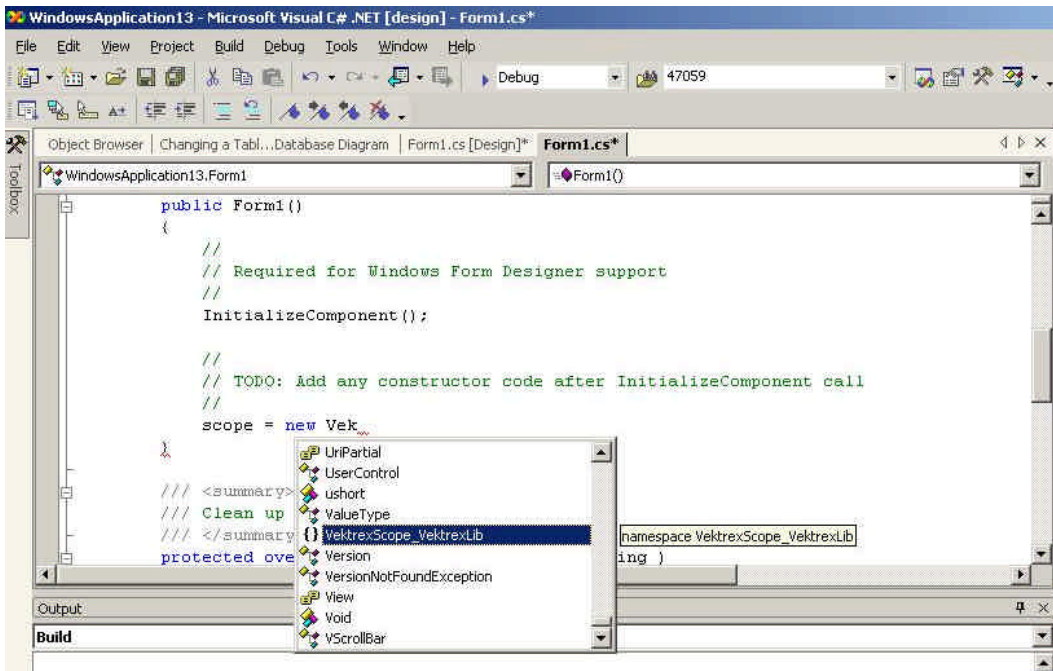 WindowsApplication13 - Microsoft Visual C# .NET [design] - Form1.cs*
File Edit View Project Build Debug Tools Window Help
Debug 47059
Object Browser Changing a Tabl...Database Diagram Form1.cs [Design]* Form1.cs*
Toolbox
WindowsApplication13.Form1 Form1()
public Form1()
{
//
// Required for Windows Form Designer support
//
InitializeComponent();
//
// TODO: Add any constructor code after InitializeComponent call
//
scope = new Vek
}
UriPartial
UserControl
/// <summary> ushort
/// Clean up ValueType
/// </summary {} VektrexScope_VektrexLib namespace VektrexScope_VektrexLib
protected ove Version ing )
VersionNotFoundException
View
Void
VScrollBar
Output
Build